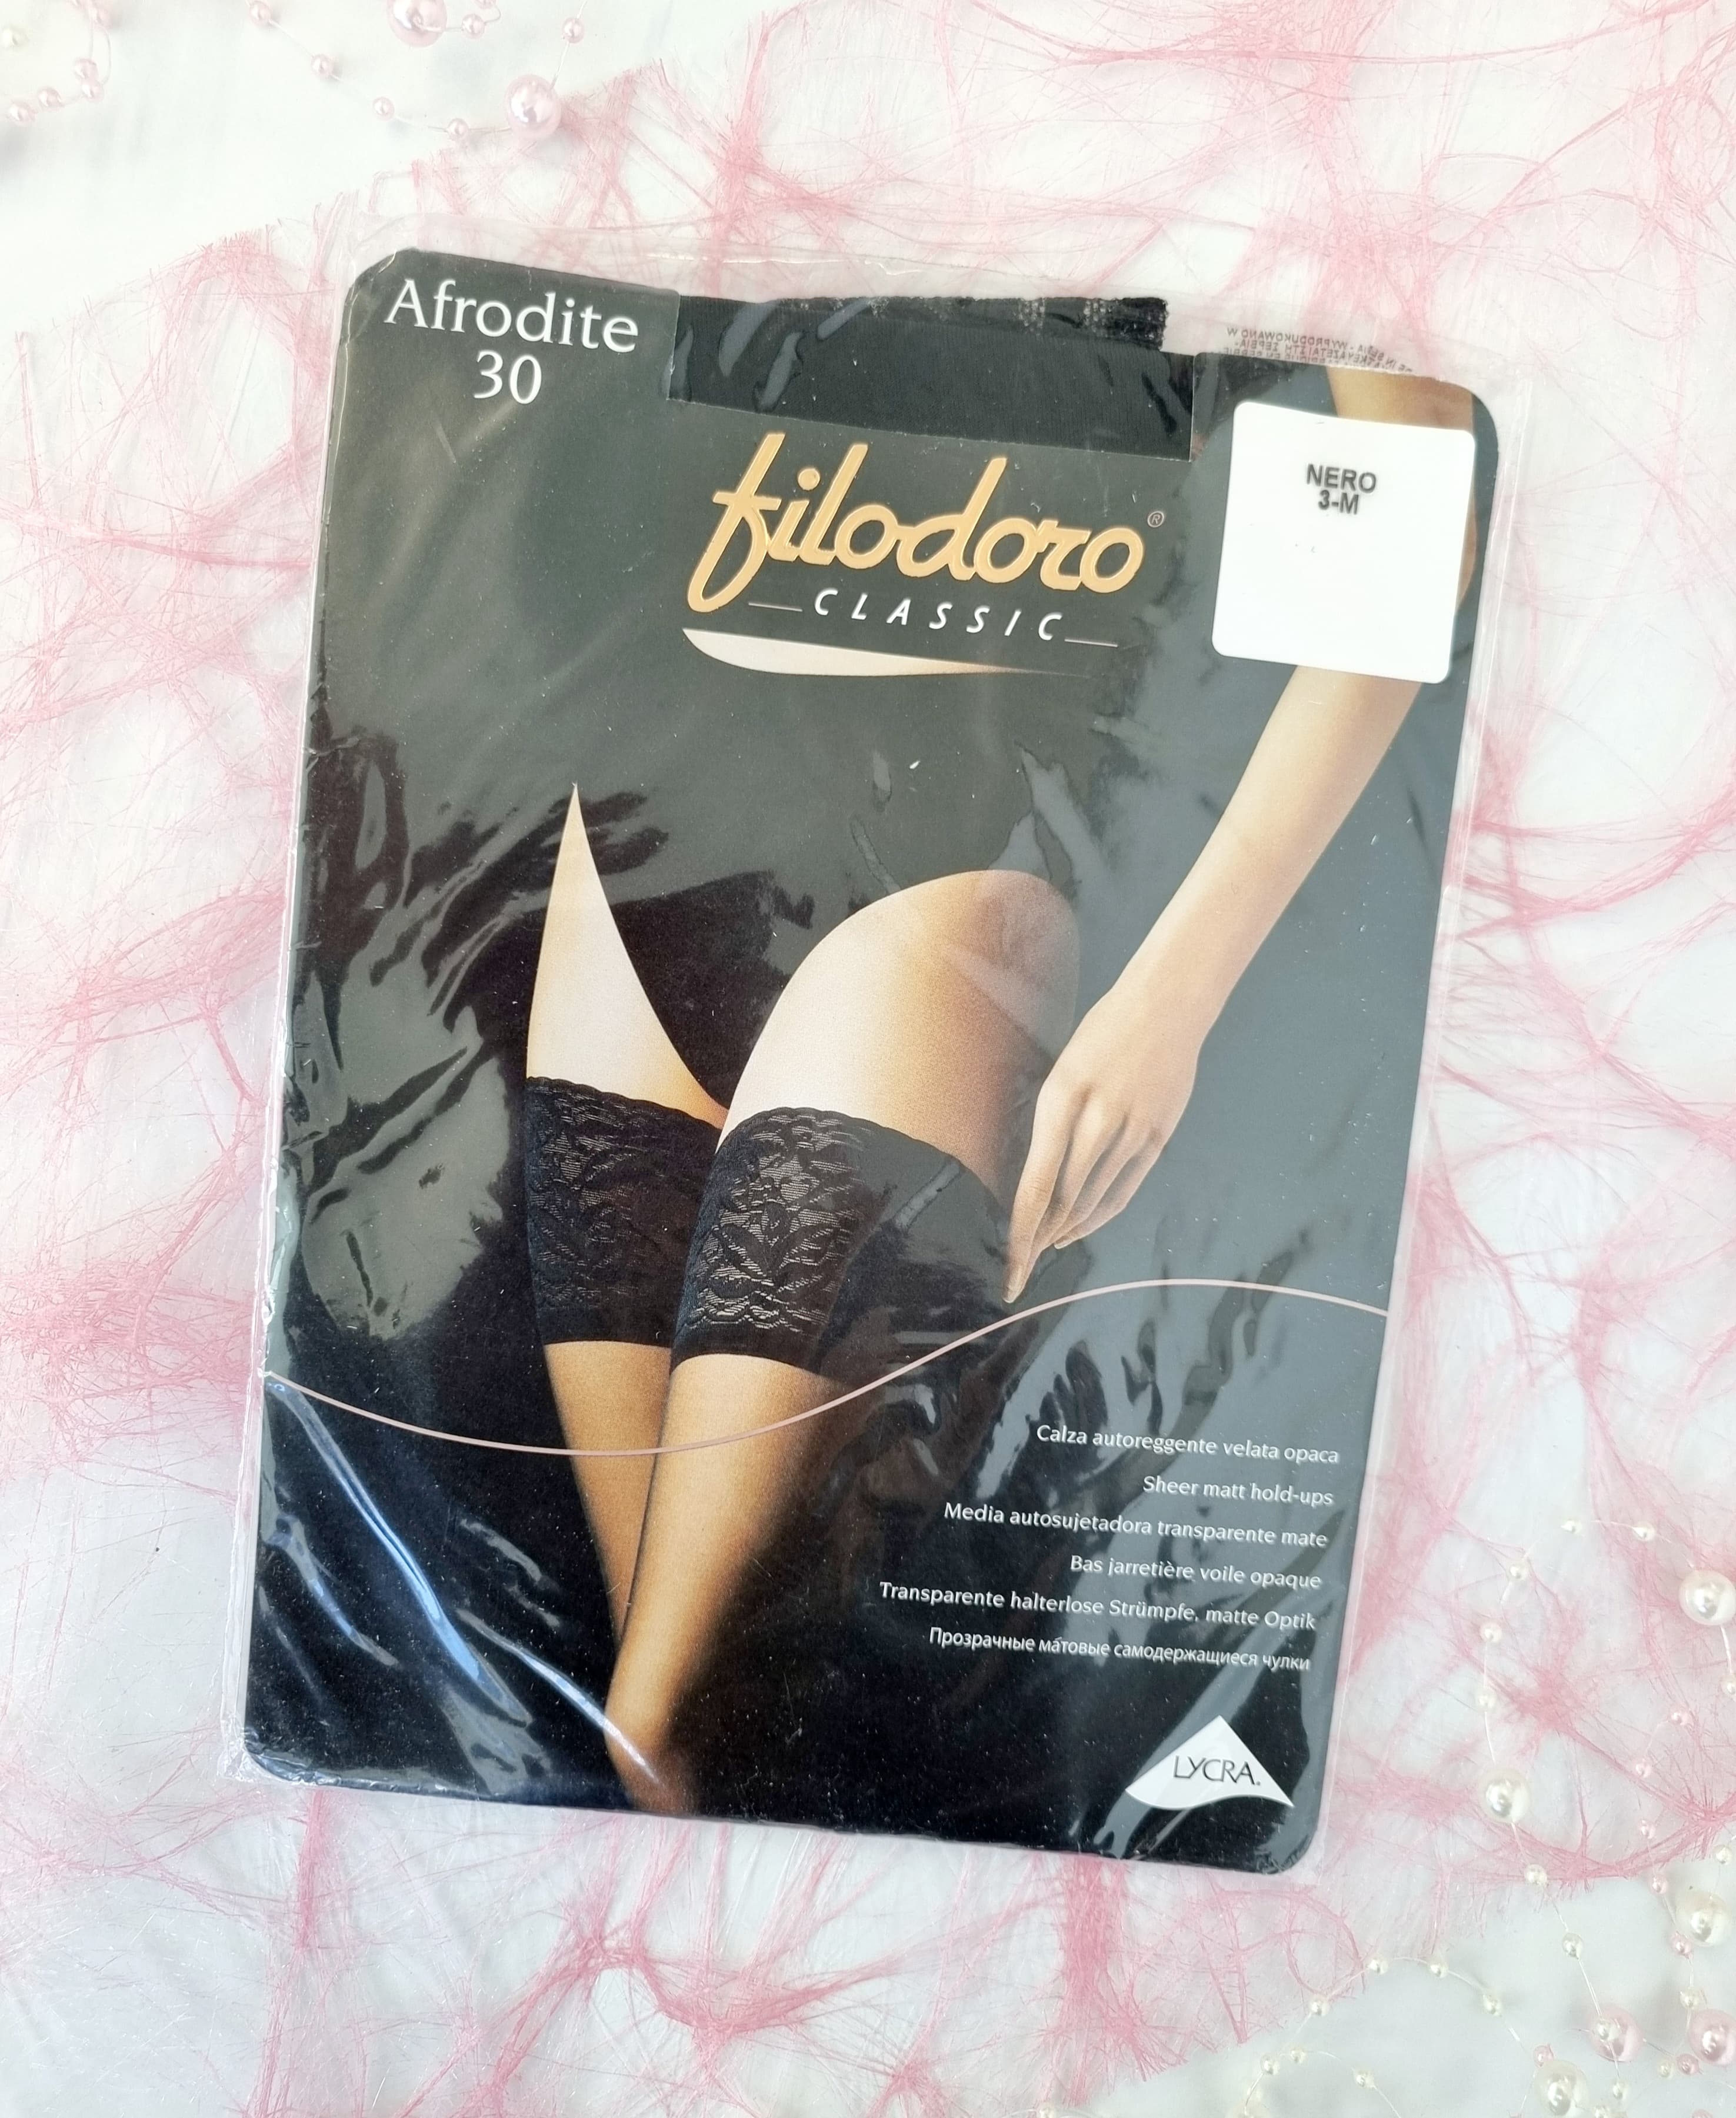 Afrodite
30
filodoro®
CLASSIC
NERO
3-M
Calza autoreggente velata opaca
Sheer matt hold-ups
Media autosujetadora transparente mate
Bas jarretière voile opaque
Transparente halterlose Strümpfe, matte Optik
Прозрачные матовые самодержащиеся чулки
LYCRA®